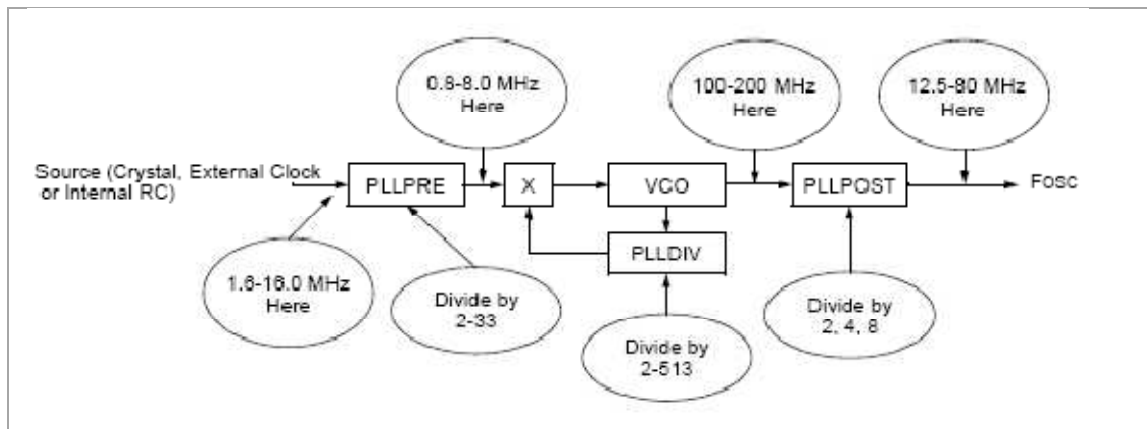 0.8-8.0 MHz
Here
100-200 MHz
Here
12.5-80 MHz
Here
Source (Crystal, External Clock
or Internal RC)
PLLPRE
X
VCO
PLLPOST
Fosc
PLLDIV
1.6-16.0 MHz
Here
Divide by
2-33
Divide by
2-513
Divide by
2, 4, 8